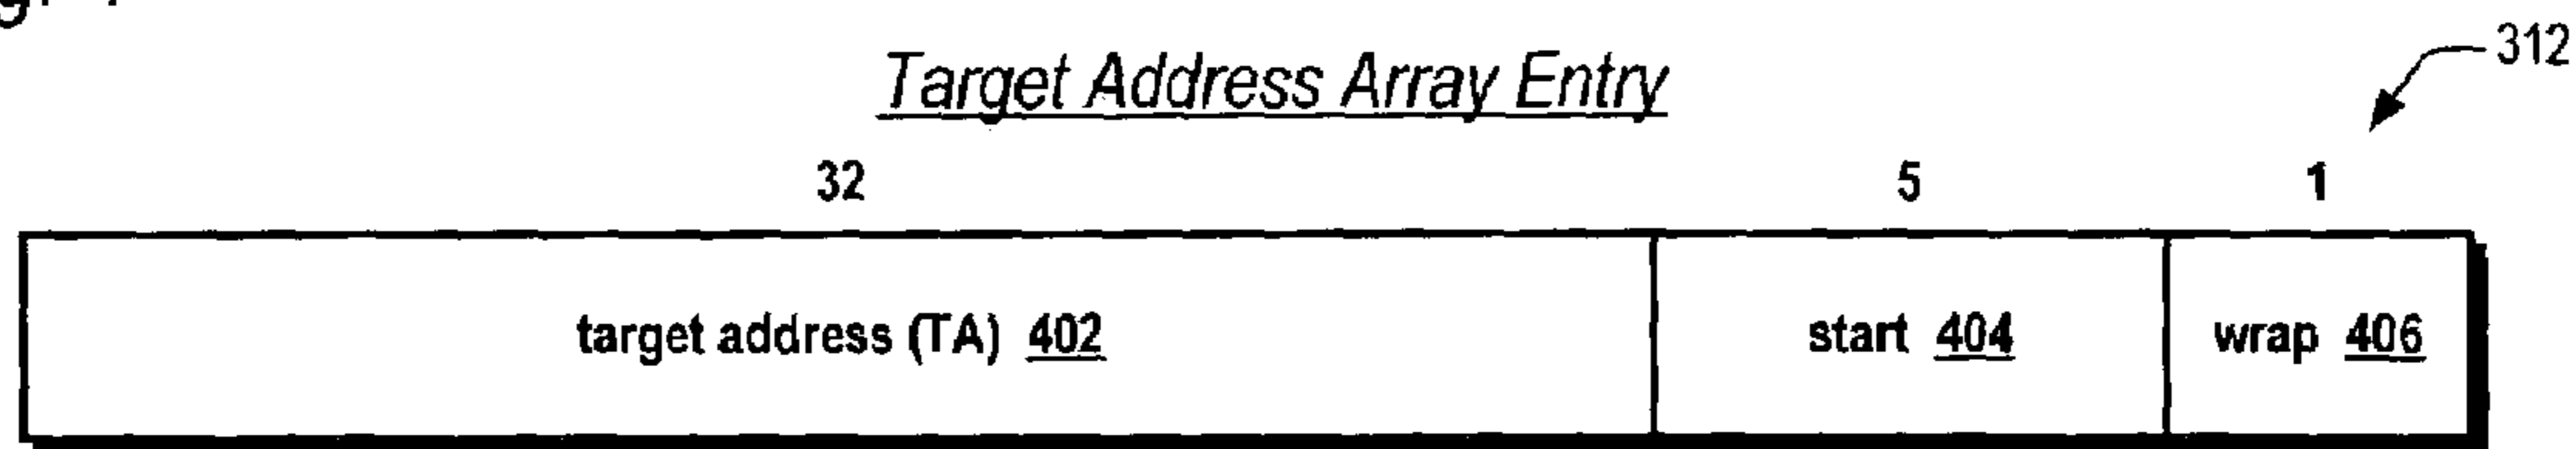 312
Target Address Array Entry
32 5 1
target address (TA) 402 start 404 wrap 406